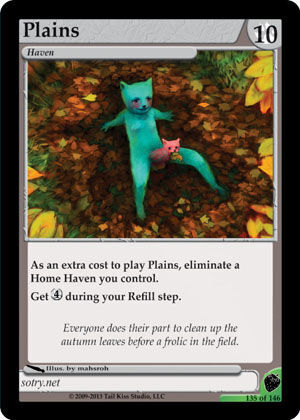 Plains
10
Haven
As an extra cost to play Plains, eliminate a
Home Haven you control.
Get 4 during your Refill step.
Everyone does their part to clean up the
autumn leaves before a frolic in the field.
Illus. by mahsroh
sotry.net
© 2009-2013 Tail Kiss Studio, LLC
135 of 146